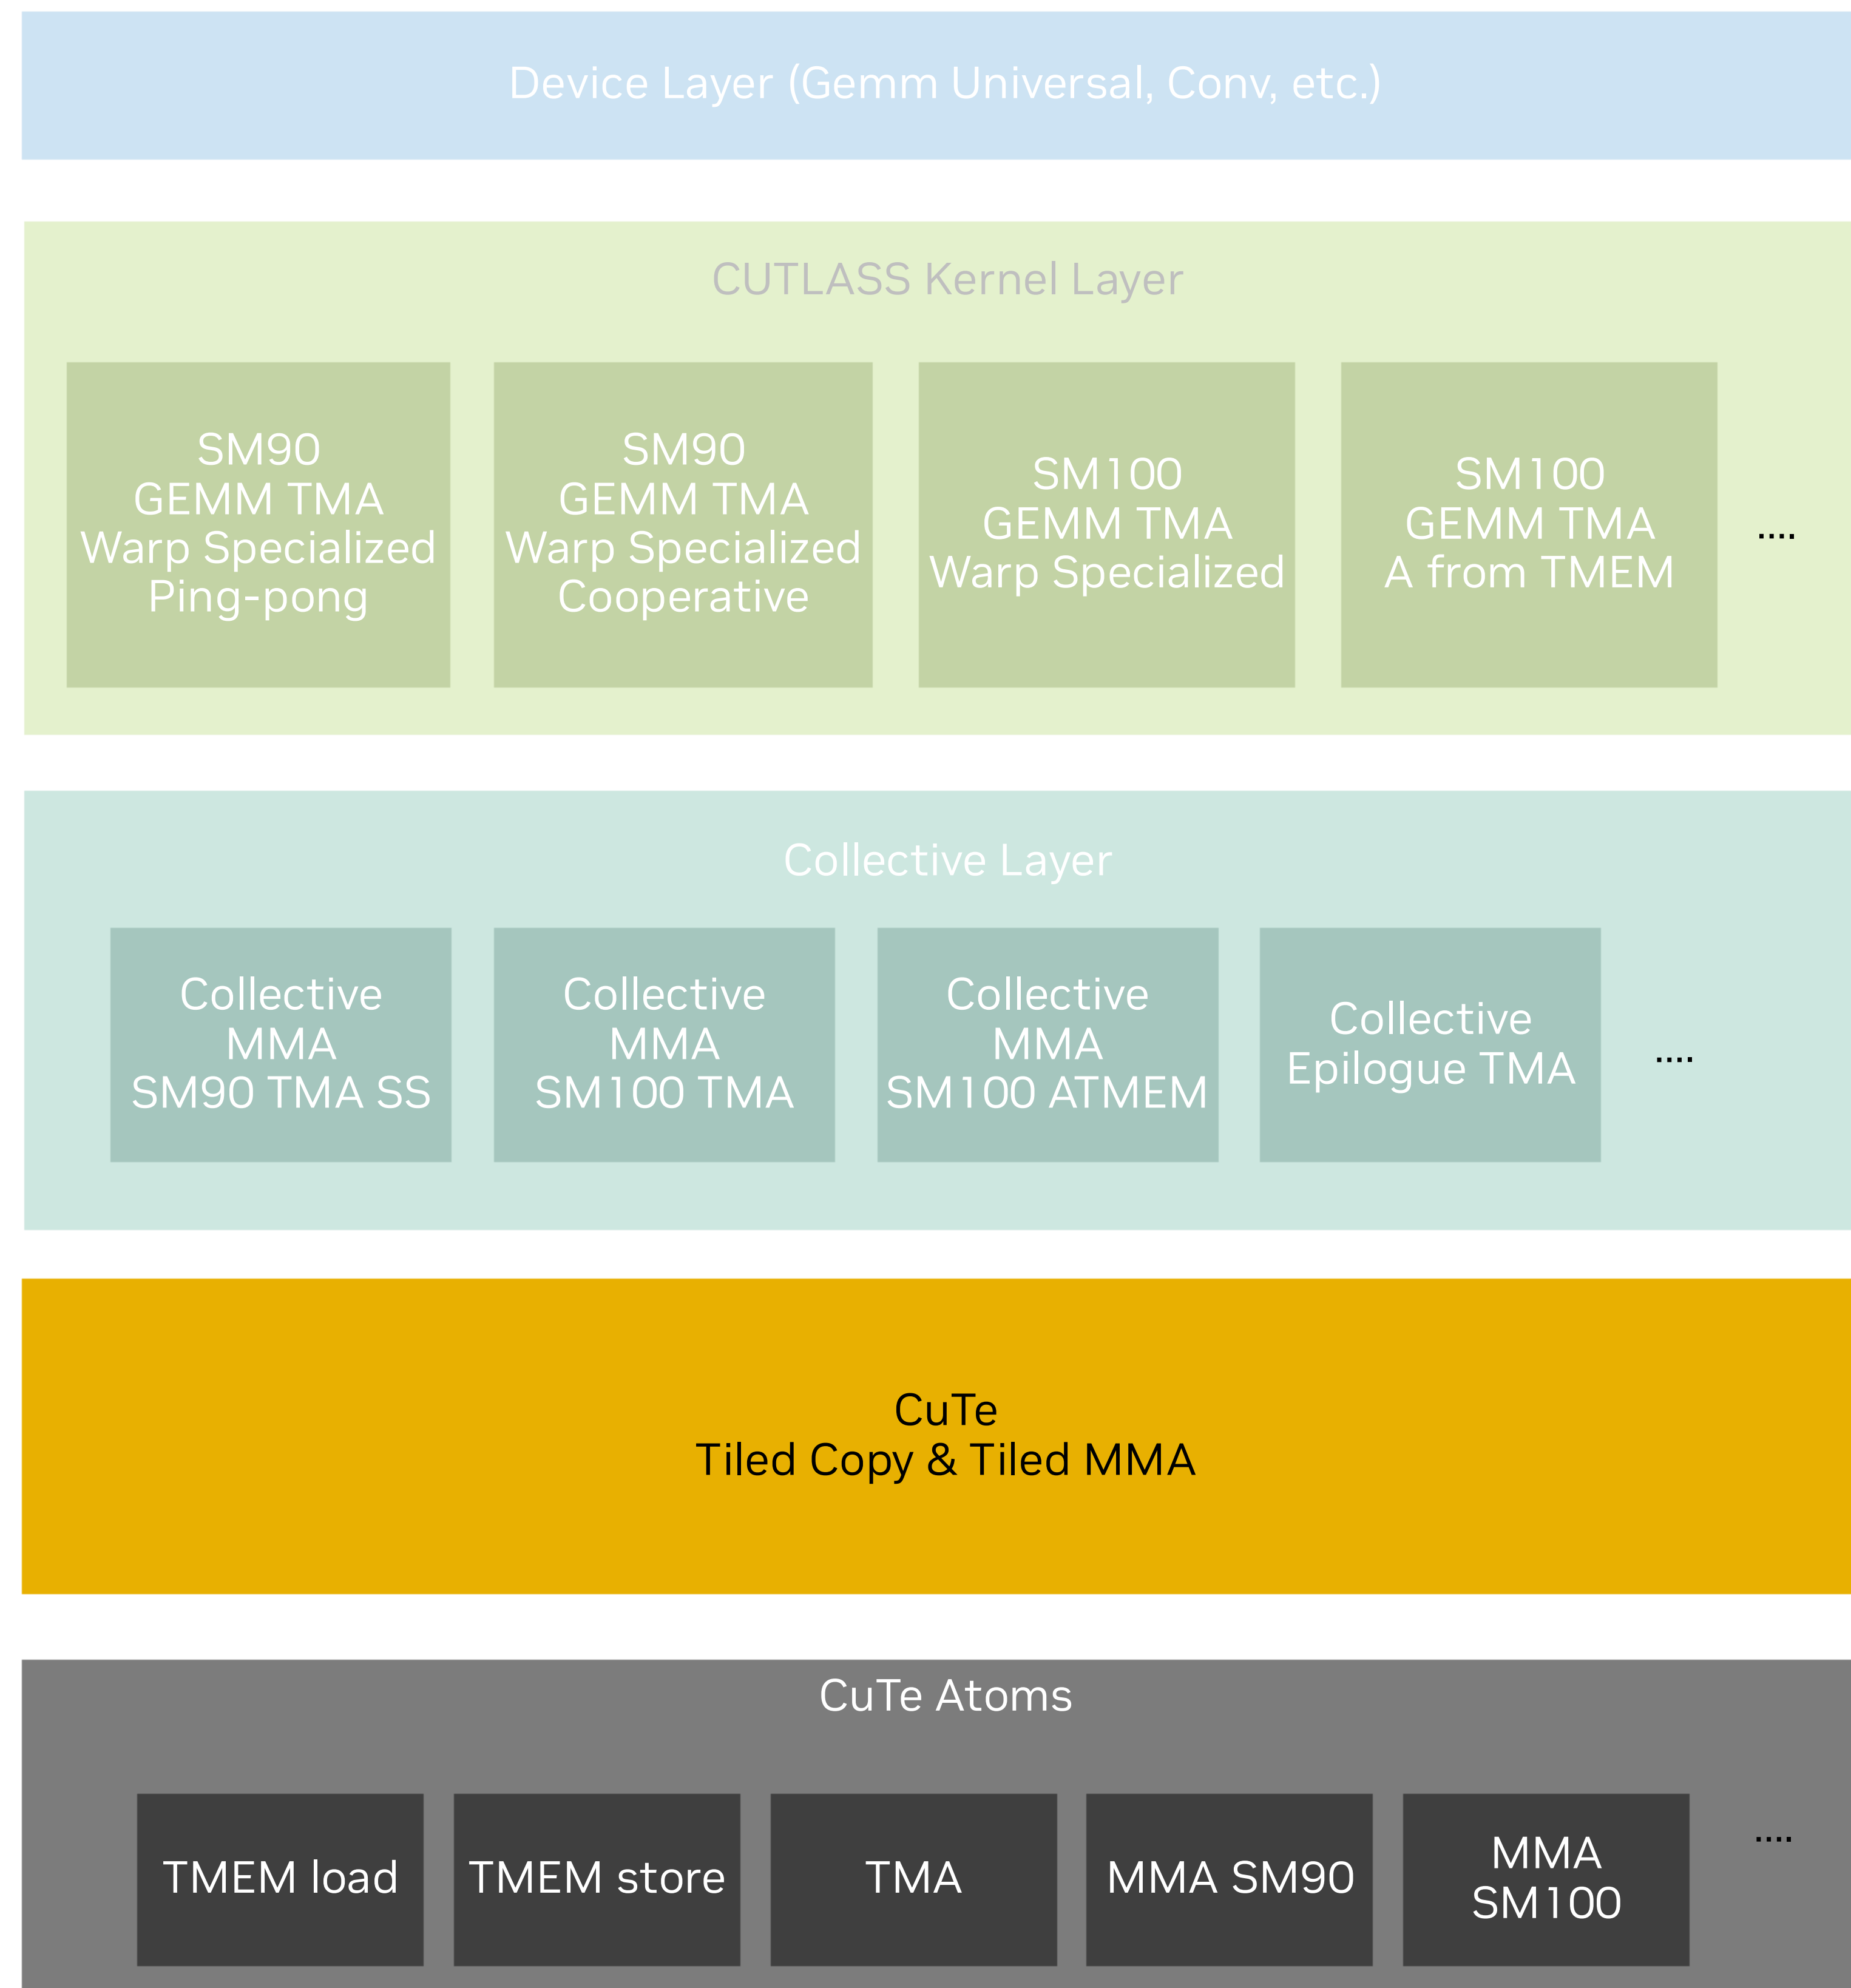 Device Layer (Gemm Universal, Conv, etc.)
CUTLASS Kernel Layer
SM90
GEMM TMA
Warp Specialized
Ping-pong
SM90
GEMM TMA
Warp Specialized
Cooperative
SM100
GEMM TMA
Warp Specialized
SM100
GEMM TMA
A from TMEM
....
Collective Layer
Collective
MMA
SM90 TMA SS
Collective
MMA
SM100 TMA
Collective
MMA
SM100 ATMEM
Collective
Epilogue TMA
....
CuTe
Tiled Copy & Tiled MMA
CuTe Atoms
TMEM load
TMEM store
TMA
MMA SM90
MMA
SM100
....